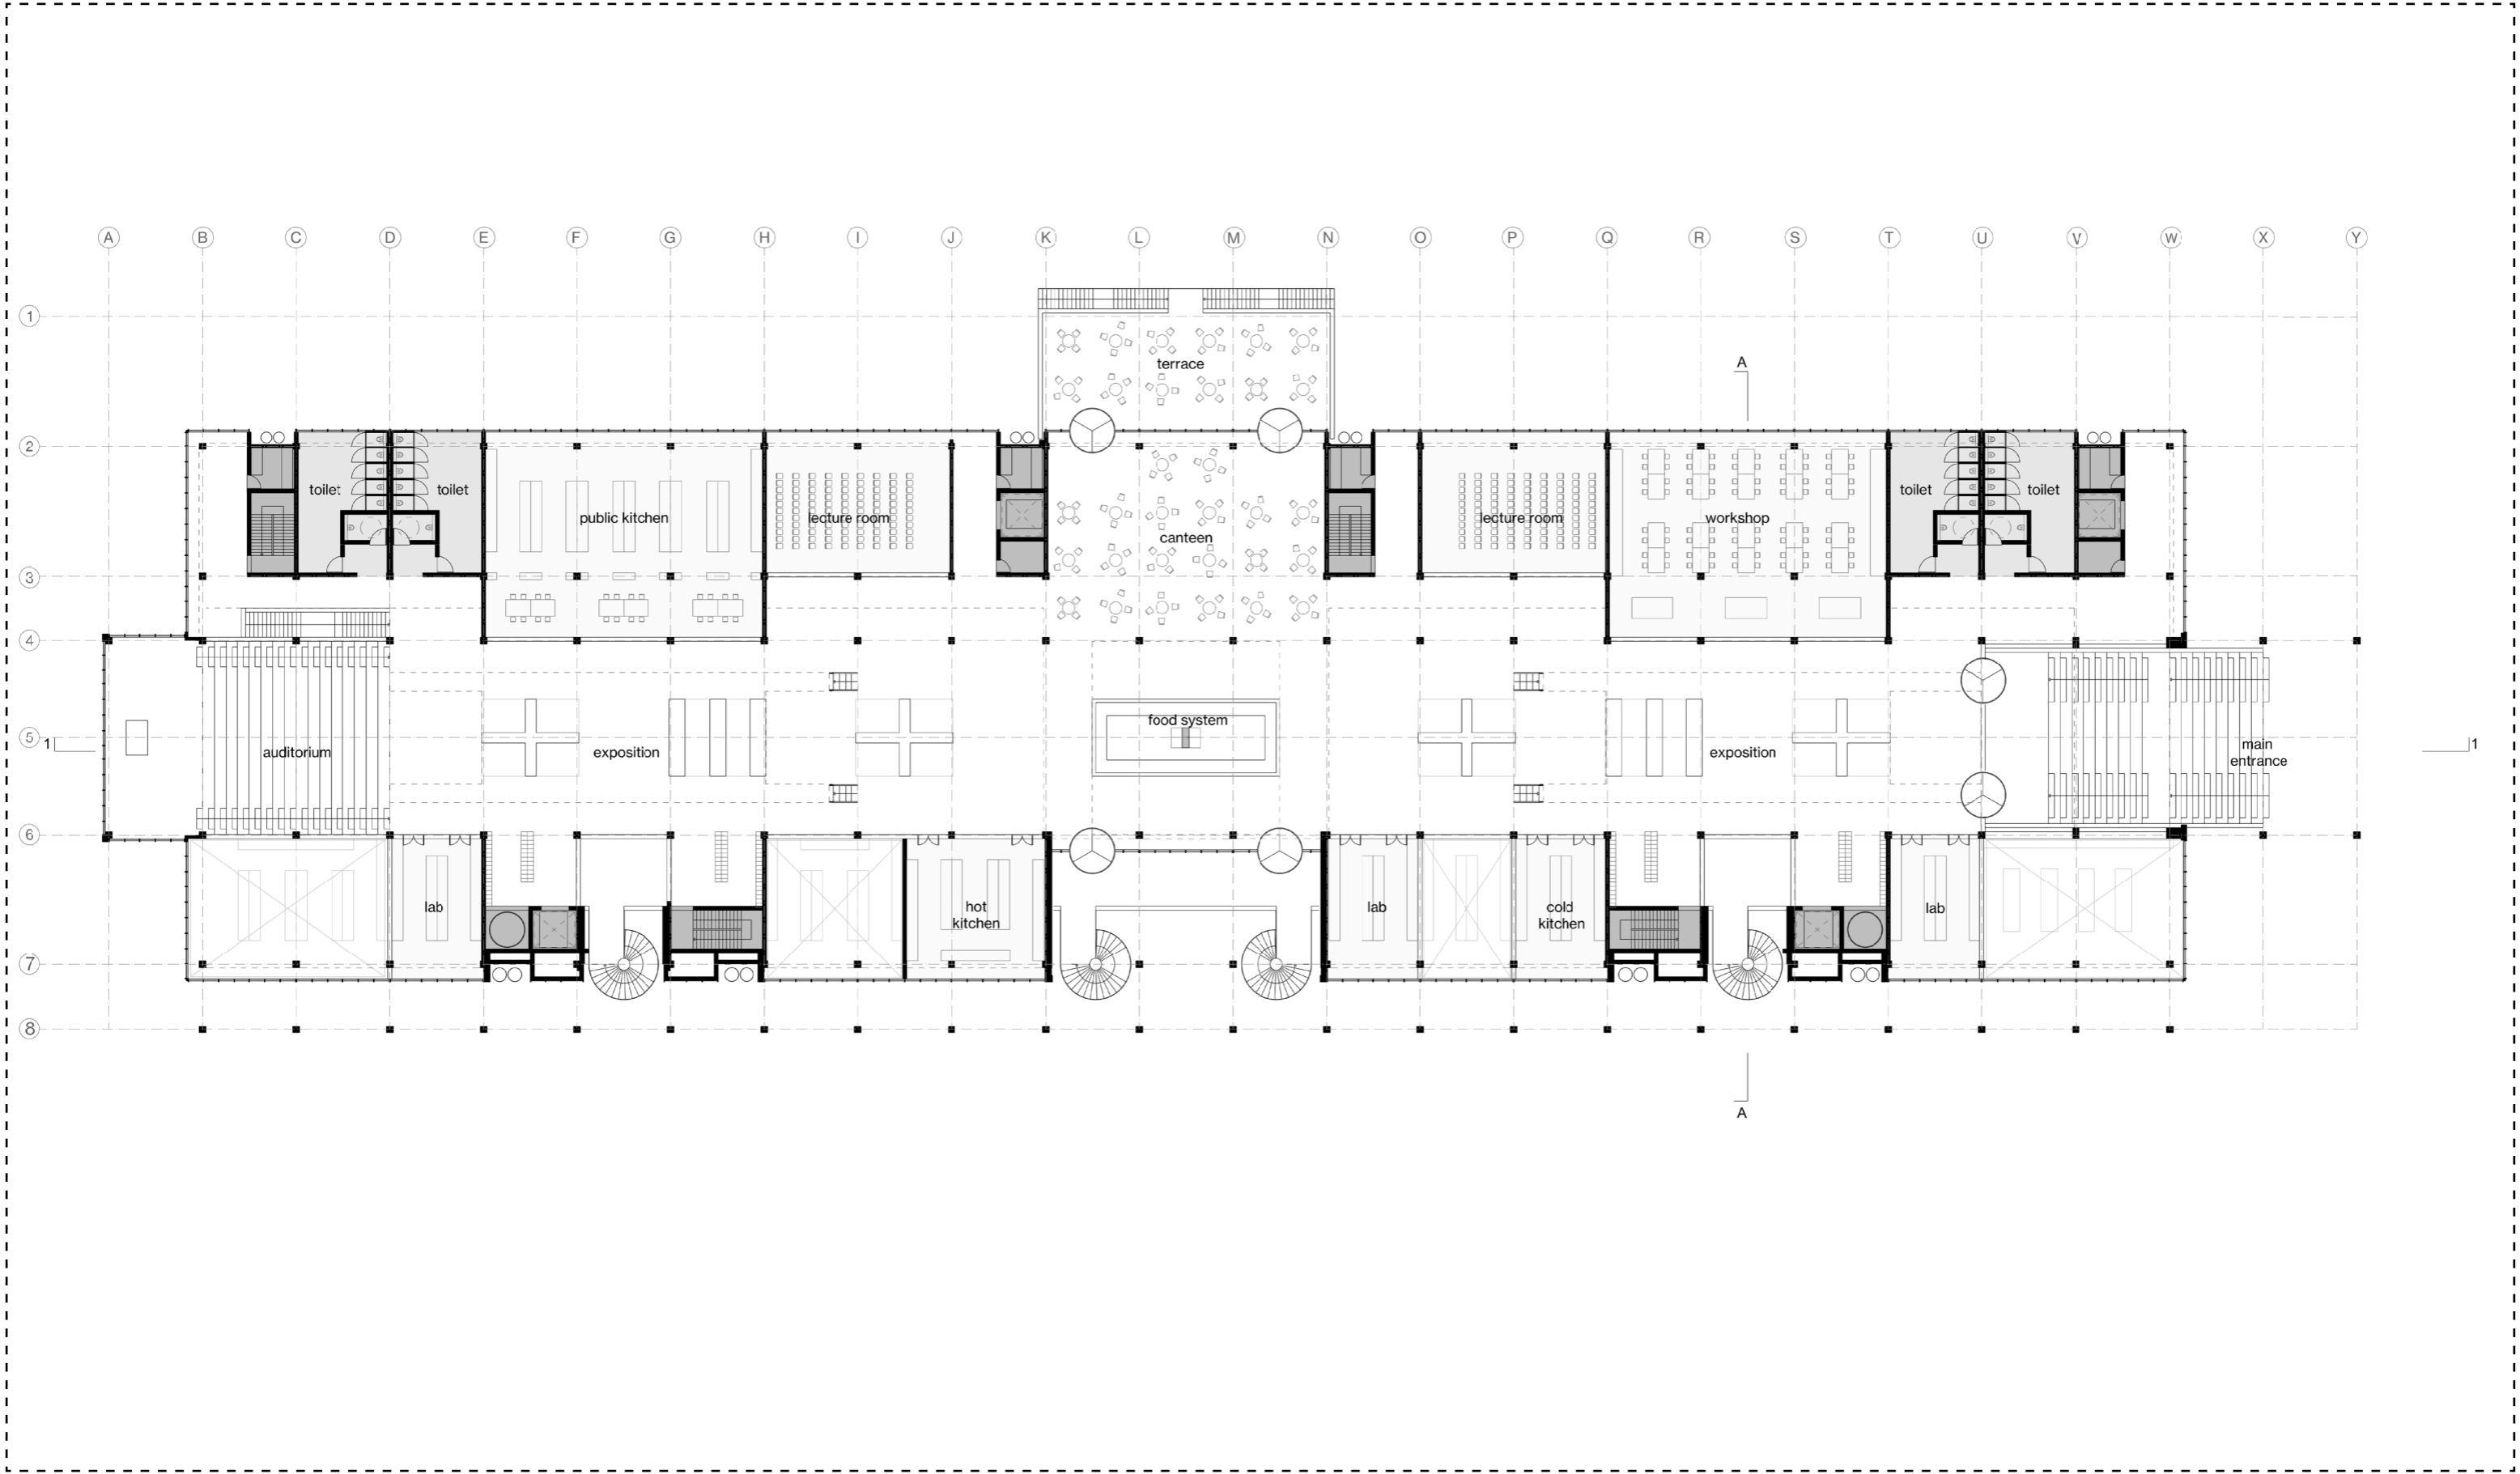 A B C D E F G H I J K L M N O P Q R S T U V W X Y
1
terrace
A
2
toilet toilet toilet toilet
public kitchen lecture room lecture room workshop
canteen
3
4
food system
5
1 auditorium exposition exposition main 1
entrance
6
lab hot lab cold lab
kitchen kitchen
7
8
A